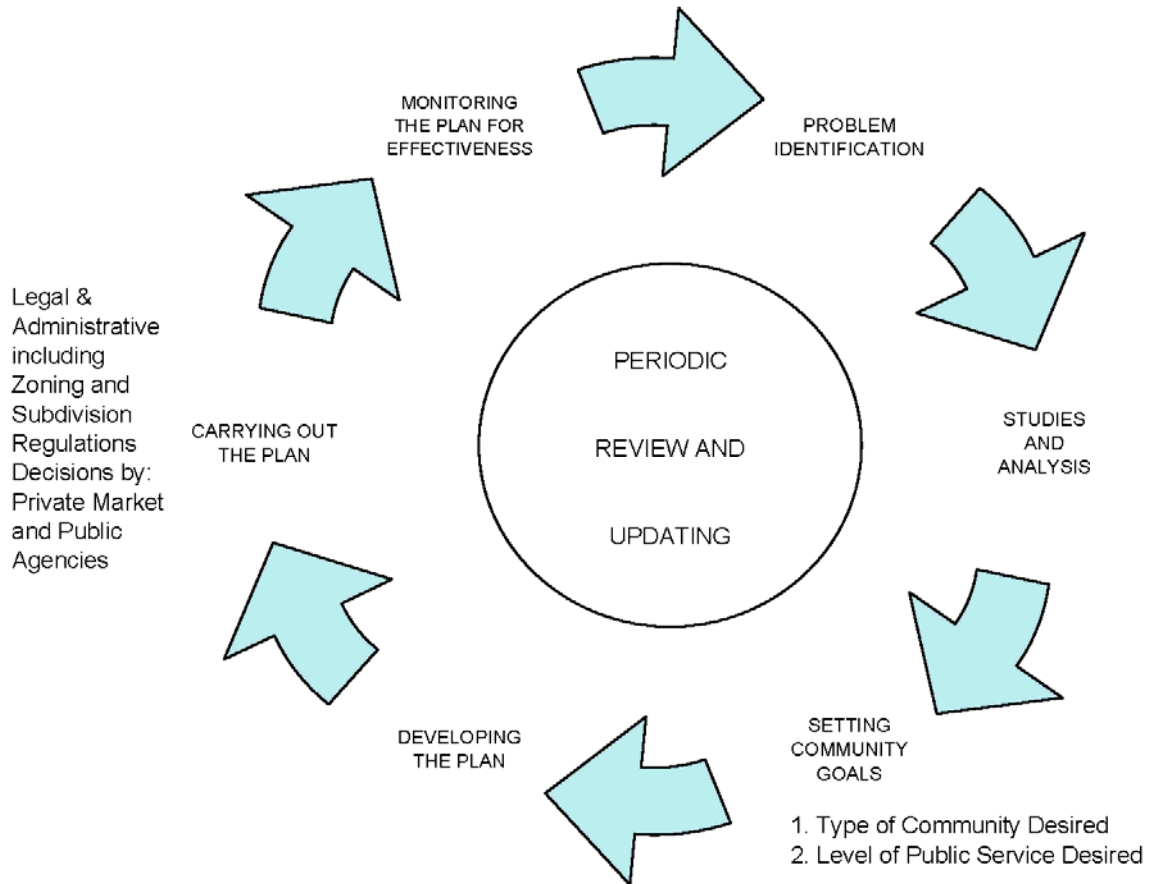 MONITORING
THE PLAN FOR
EFFECTIVENESS
PROBLEM
IDENTIFICATION
STUDIES
AND
ANALYSIS
SETTING
COMMUNITY
GOALS
1. Type of Community Desired
2. Level of Public Service Desired
DEVELOPING
THE PLAN
CARRYING OUT
THE PLAN
Legal &
Administrative
including
Zoning and
Subdivision
Regulations
Decisions by:
Private Market
and Public
Agencies
PERIODIC
REVIEW AND
UPDATING